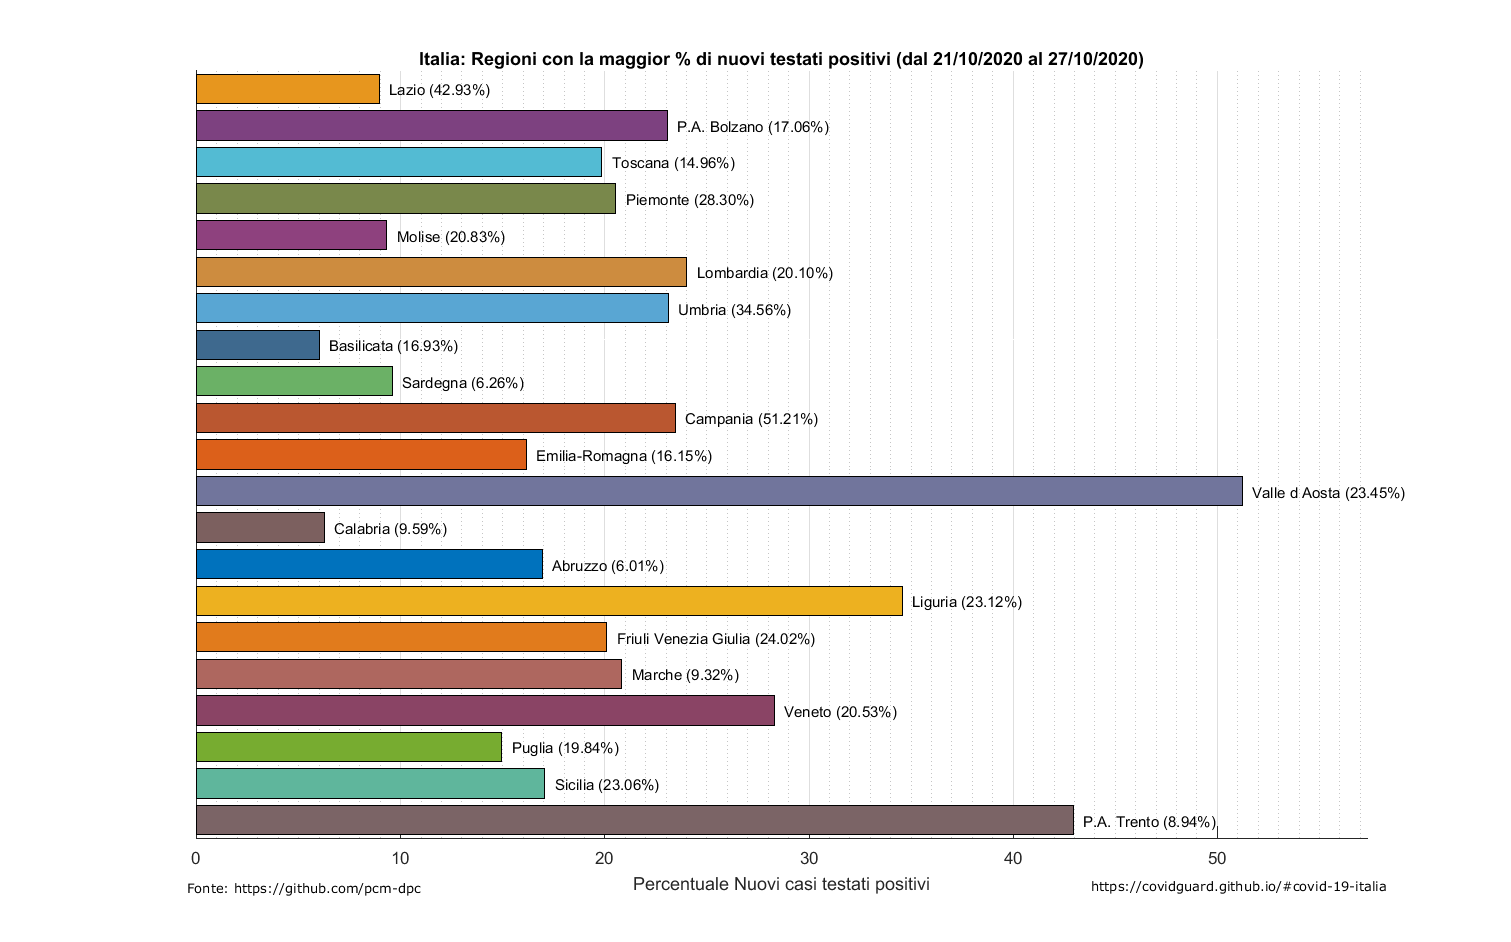 Italia: Regioni con la maggior % di nuovi testati positivi (dal 21/10/2020 al 27/10/2020)
Lazio (42.93%)
P.A. Bolzano (17.06%)
Toscana (14.96%)
Piemonte (28.30%)
Molise (20.83%)
Lombardia (20.10%)
Umbria (34.56%)
Basilicata (16.93%)
Sardegna (6.26%)
Campania (51.21%)
Emilia-Romagna (16.15%)
Valle d Aosta (23.45%)
Calabria (9.59%)
Abruzzo (6.01%)
Liguria (23.12%)
Friuli Venezia Giulia (24.02%)
Marche (9.32%)
Veneto (20.53%)
Puglia (19.84%)
Sicilia (23.06%)
P.A. Trento (8.94%)
0 10 20 30 40 50
Percentuale Nuovi casi testati positivi
Fonte: https://github.com/pcm-dpc
https://covidguard.github.io/#covid-19-italia